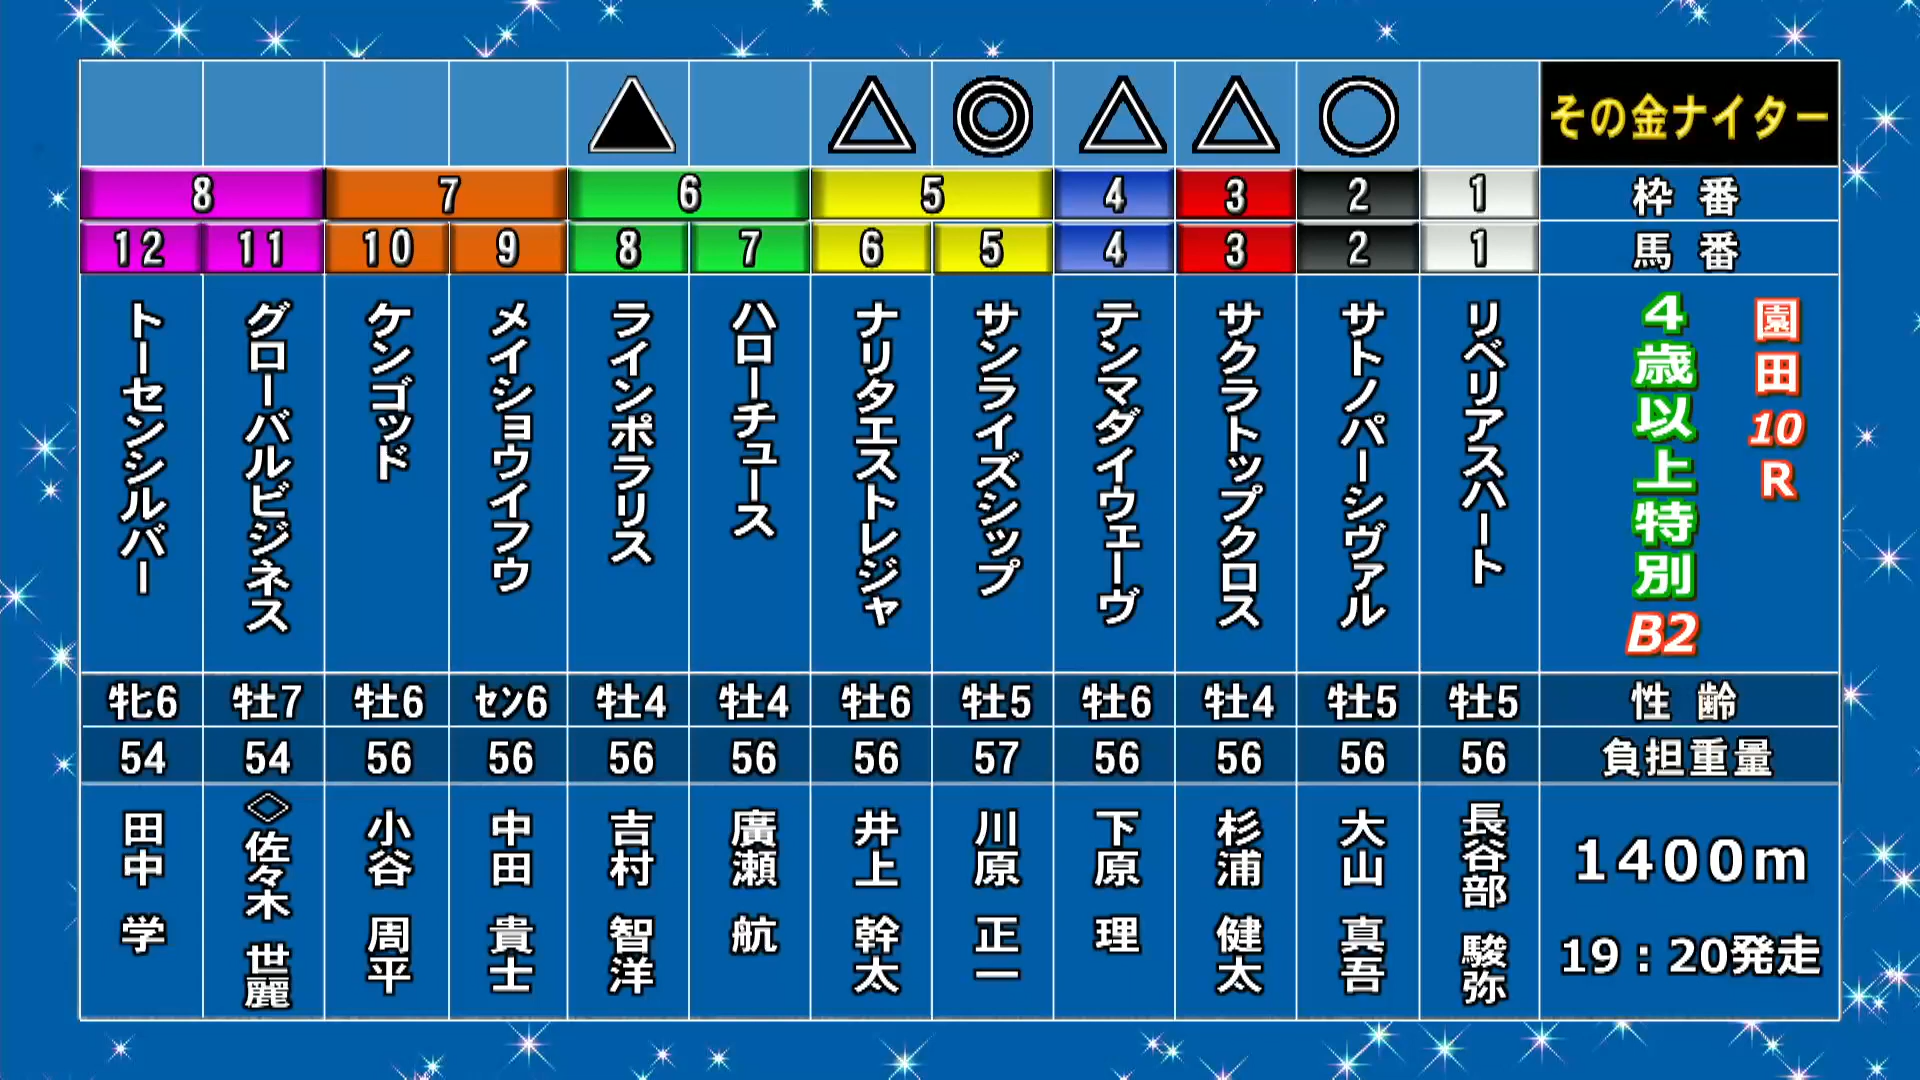 その金ナイター
園田10R
4歳以上特別B2
枠番
1 2 3 4 5 6 7 8
馬番
1 2 3 4 5 6 7 8 9 10 11 12
リベリアスハート
サトノパーシヴァル
サクラトップクロス
テンマダイウェーヴ
サンライズシップ
ナリタエストレジャ
ハローチュース
ラインポラリス
メイショウイフウ
ケンゴッド
グローバルビジネス
トーセンシルバー
性齢
牡5 牡5 牡4 牡6 牡5 牡6 牡4 牡4 セン6 牡6 牡7 牝6
負担重量
56 56 56 56 57 56 56 56 56 56 54 54
1400m
19:20発走
長谷部 駿弥
大山 真吾
杉浦 健太
下原 理
川原 正一
井上 幹太
廣瀬 航
吉村 智洋
中田 貴士
小谷 周平
◇佐々木 世麗
田中 学